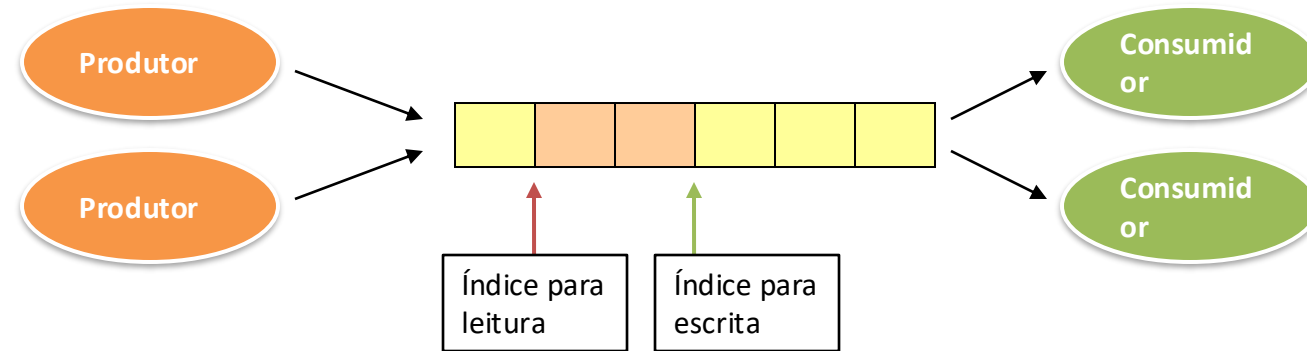 Produtor
Consumid
or
Produtor
Consumid
or
Índice para
leitura
Índice para
escrita